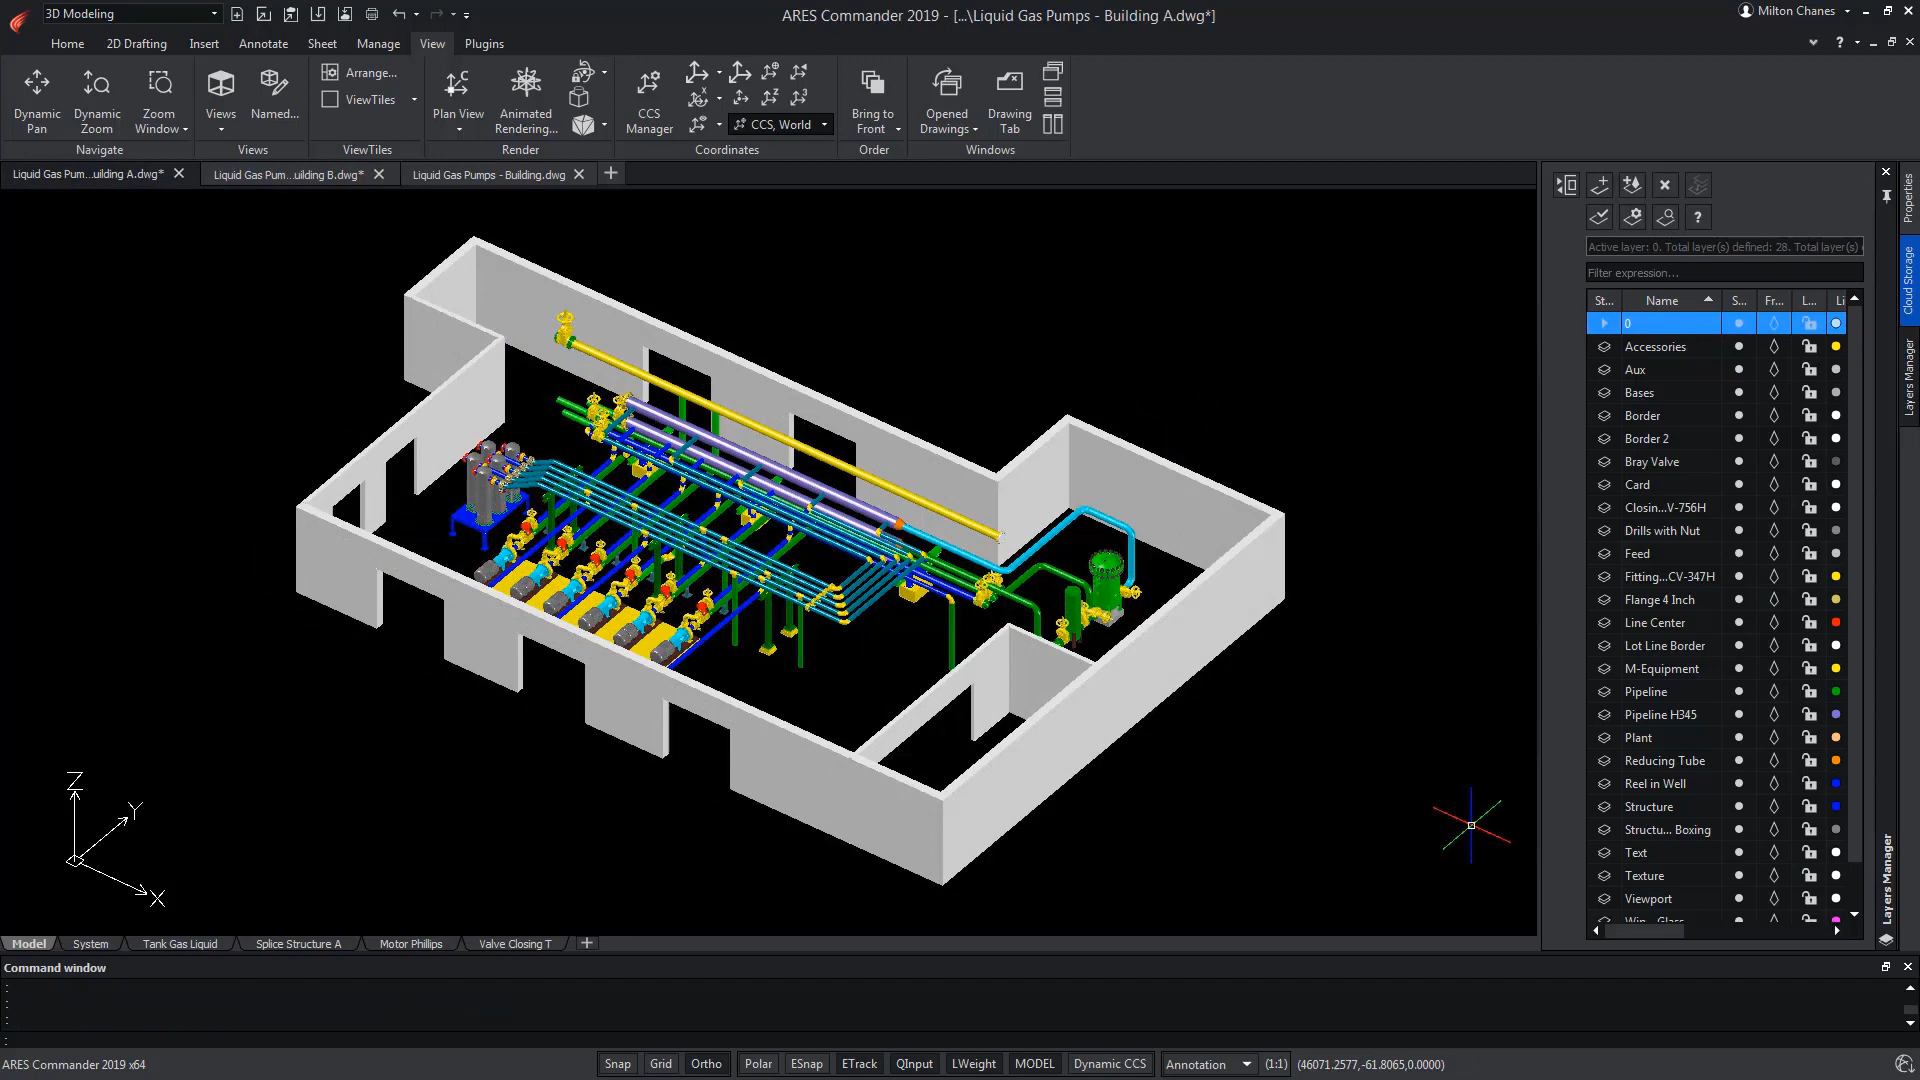 3D Modeling
ARES Commander 2019 - [...\Liquid Gas Pumps - Building A.dwg*]
Milton Chanes
Home 2D Drafting Insert Annotate Sheet Manage View Plugins
?
Arrange...
ViewTiles
Dynamic Pan
Dynamic Zoom
Zoom Window
Views
Named...
Plan View
Animated Rendering...
CCS Manager
CCS, World
Bring to Front
Opened Drawings
Drawing Tab
Navigate Views ViewTiles Render Coordinates Order Windows
Liquid Gas Pum...uilding A.dwg*
Liquid Gas Pum...uilding B.dwg*
Liquid Gas Pumps - Building.dwg
Properties
Cloud Storage
Layers Manager
?
Active layer: 0. Total layer(s) defined: 28. Total layer(s)
Filter expression...
St... Name S... Fr... L... Li
0
Accessories
Aux
Bases
Border
Border 2
Bray Valve
Card
Closin...V-756H
Drills with Nut
Feed
Fitting...CV-347H
Flange 4 Inch
Line Center
Lot Line Border
M-Equipment
Pipeline
Pipeline H345
Plant
Reducing Tube
Reel in Well
Structure
Structu... Boxing
Text
Texture
Viewport
Layers Manager
Z
Y
X
Model System Tank Gas Liquid Splice Structure A Motor Phillips Valve Closing T
Command window
:
:
:
:
ARES Commander 2019 x64
Snap Grid Ortho Polar ESnap ETrack QInput LWeight MODEL Dynamic CCS Annotation (1:1) (46071.2577,-61.8065,0.0000)